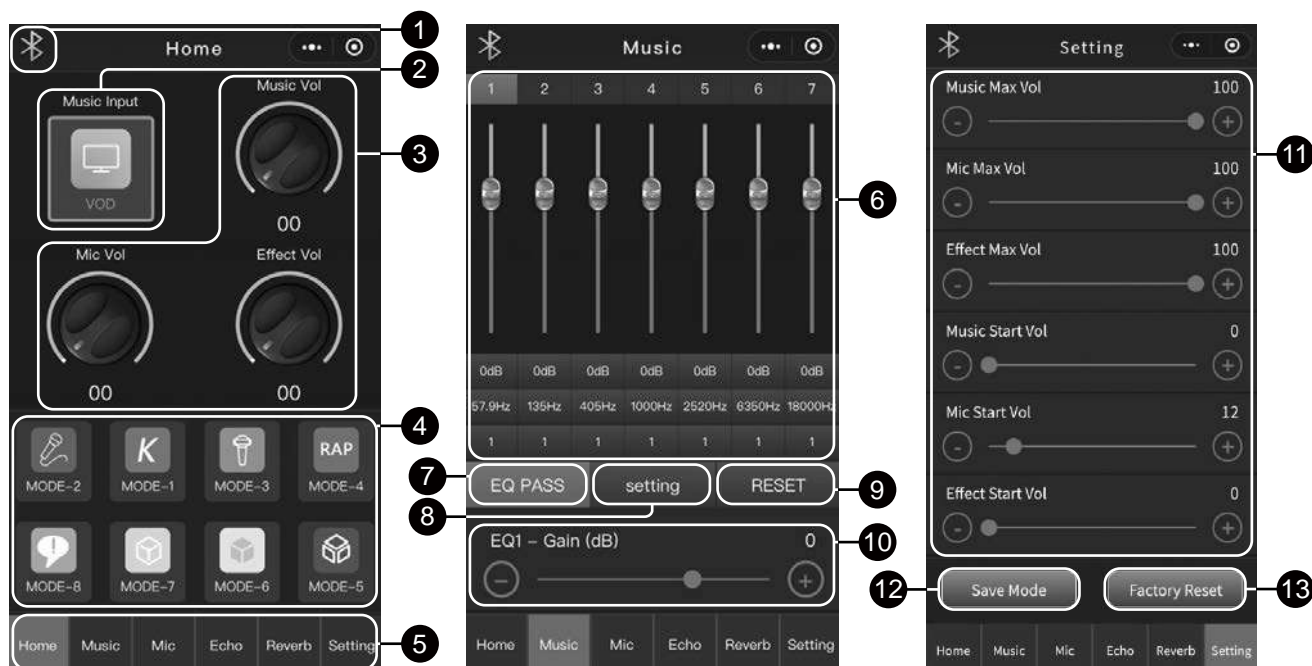 1
Home
2
Music Input
VOD
Music Vol
00
3
Mic Vol
00
Effect Vol
00
4
MODE-2
K
MODE-1
MODE-3
RAP
MODE-4
MODE-8
MODE-7
MODE-6
MODE-5
5
Home Music Mic Echo Reverb Setting
Music
1 2 3 4 5 6 7
6
0dB 0dB 0dB 0dB 0dB 0dB 0dB
57.9Hz 135Hz 405Hz 1000Hz 2520Hz 6350Hz 18000Hz
1 1 1 1 1 1 1
7
EQ PASS setting RESET
8
9
EQ1 – Gain (dB) 0
10
Home Music Mic Echo Reverb Setting
Setting
Music Max Vol 100
11
Mic Max Vol 100
Effect Max Vol 100
Music Start Vol 0
Mic Start Vol 12
Effect Start Vol 0
12
Save Mode Factory Reset
13
Home Music Mic Echo Reverb Setting